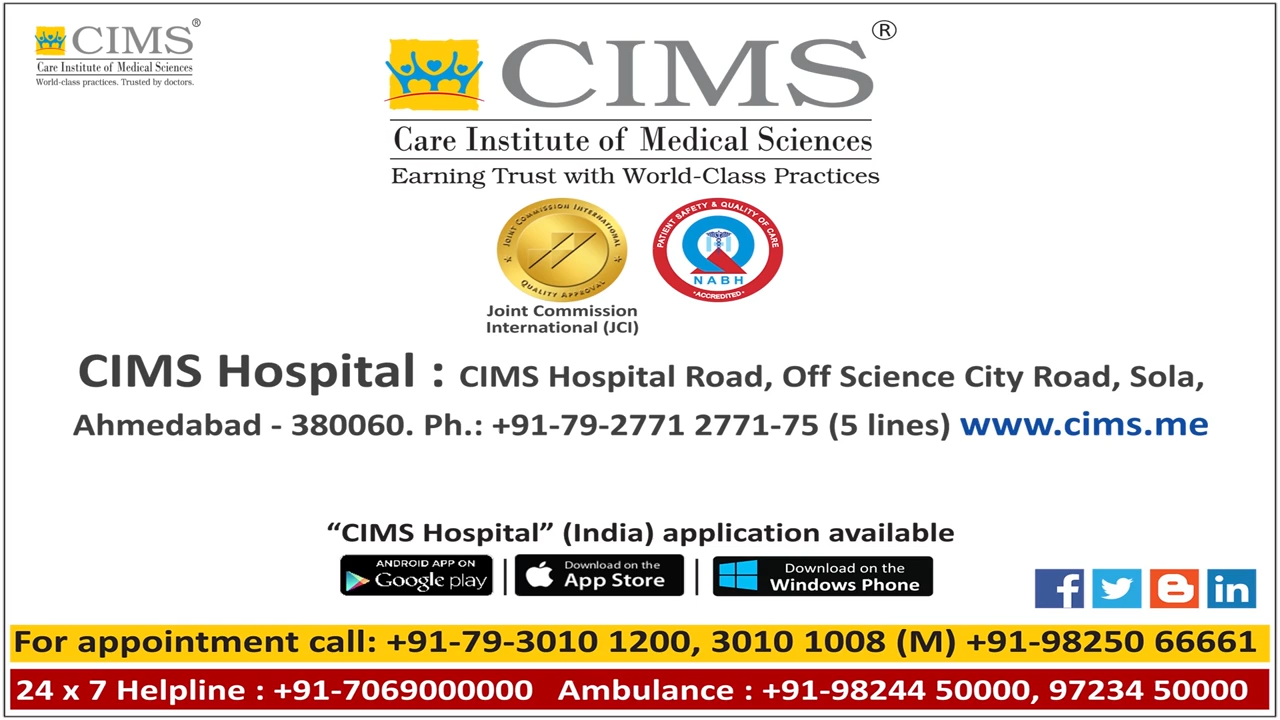 CIMS®
Care Institute of Medical Sciences
World-class practices. Trusted by doctors.
CIMS®
Care Institute of Medical Sciences
Earning Trust with World-Class Practices
JOINT COMMISSION INTERNATIONAL
QUALITY APPROVAL
PATIENT SAFETY & QUALITY OF CARE
NABH
•ACCREDITED•
Joint Commission
International (JCI)
CIMS Hospital : CIMS Hospital Road, Off Science City Road, Sola,
Ahmedabad - 380060. Ph.: +91-79-2771 2771-75 (5 lines) www.cims.me
“CIMS Hospital” (India) application available
ANDROID APP ON
Google play
Download on the
App Store
Download on the
Windows Phone
For appointment call: +91-79-3010 1200, 3010 1008 (M) +91-98250 66661
24 x 7 Helpline : +91-7069000000 Ambulance : +91-98244 50000, 97234 50000